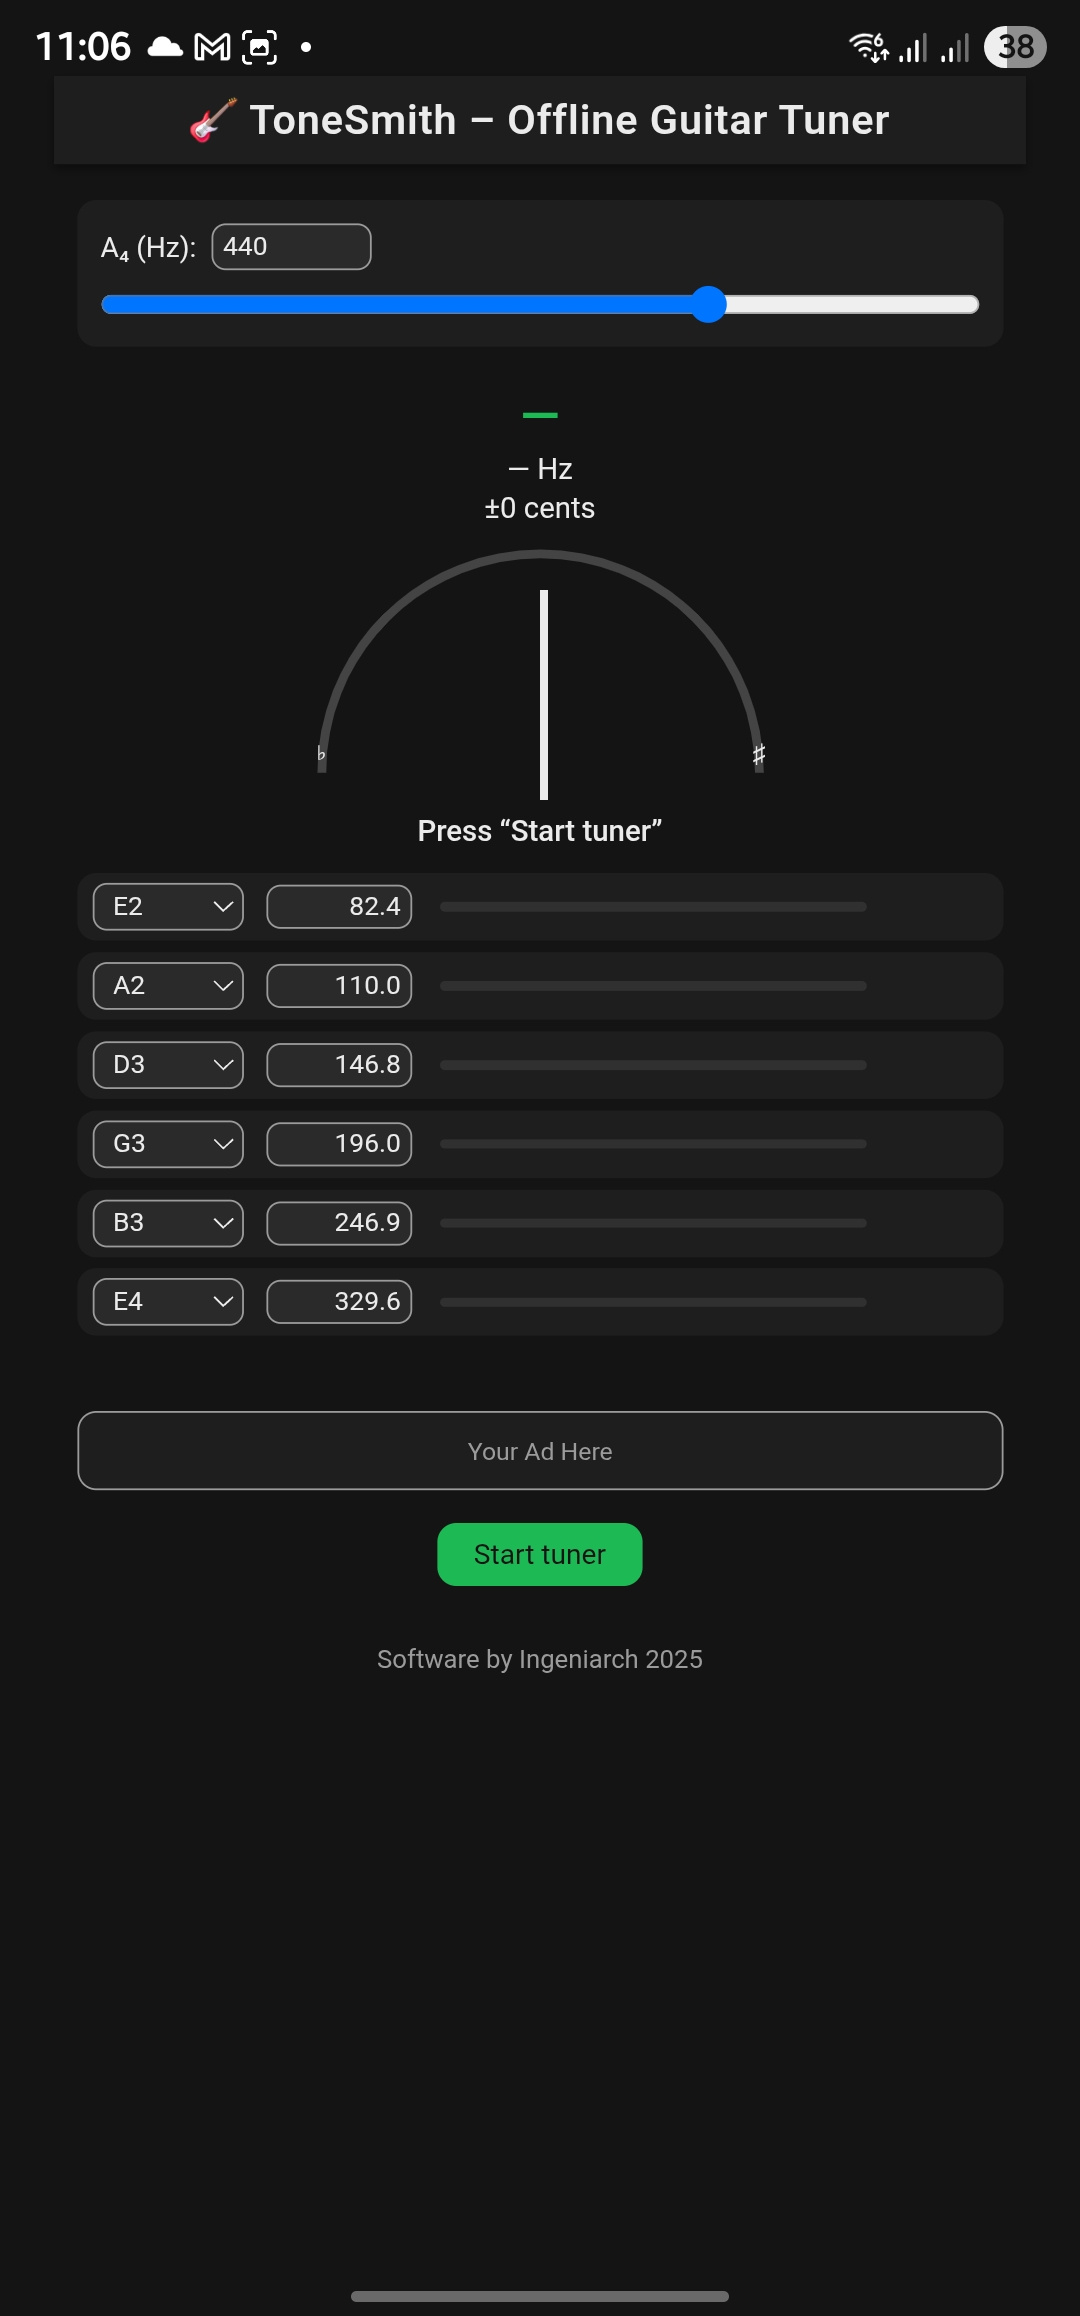 11:06
6
38
🎸 ToneSmith – Offline Guitar Tuner
A₄ (Hz): 440
—
— Hz
±0 cents
♭ ♯
Press “Start tuner”
E2 82.4
A2 110.0
D3 146.8
G3 196.0
B3 246.9
E4 329.6
Your Ad Here
Start tuner
Software by Ingeniarch 2025